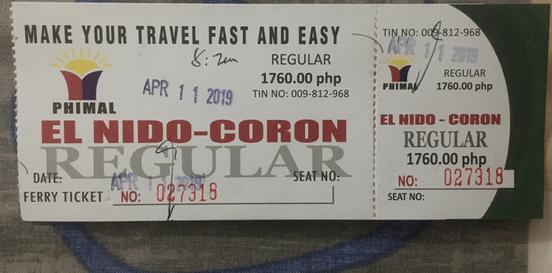 MAKE YOUR TRAVEL FAST AND EASY
REGULAR
1760.00 php
APR 11 2019
TIN NO: 009-812-968
PHIMAL
EL NIDO-CORON
REGULAR
DATE:
SEAT NO:
FERRY TICKET
NO: 027318
TIN NO: 009-812-968
APR 11 2019
PHIMAL
REGULAR
1760.00 php
EL NIDO - CORON
REGULAR
1760.00 php
NO: 027318
SEAT NO: